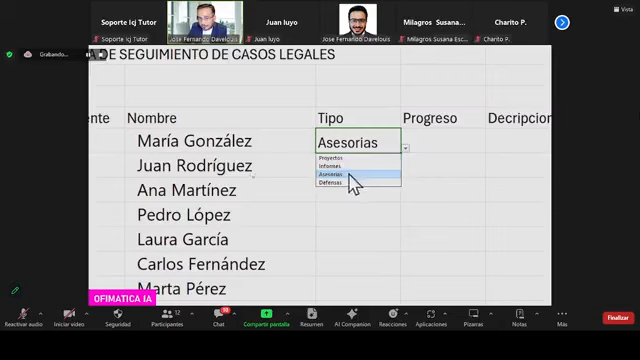 Vista
Soporte Icj Tutor
Juan luyo
Milagros Susana...
Charito P.
Soporte Icj Tutor
Jose Fernando Davelouis
Juan luyo
Jose Fernando Davelouis
Milagros Susana Esc...
Charito P.
Grabando...
A DE SEGUIMIENTO DE CASOS LEGALES
ente Nombre Tipo Progreso Decripcion
María González Asesorias
Proyectos
Juan Rodríguez Informes
Asesorias
Ana Martínez Defensas
Pedro López
Laura García
Carlos Fernández
Marta Pérez
OFIMATICA IA
12
Reactivar audio Iniciar video Seguridad Participantes Chat Compartir pantalla Resumen AI Companion Reacciones Aplicaciones Pizarras Notas Más Finalizar